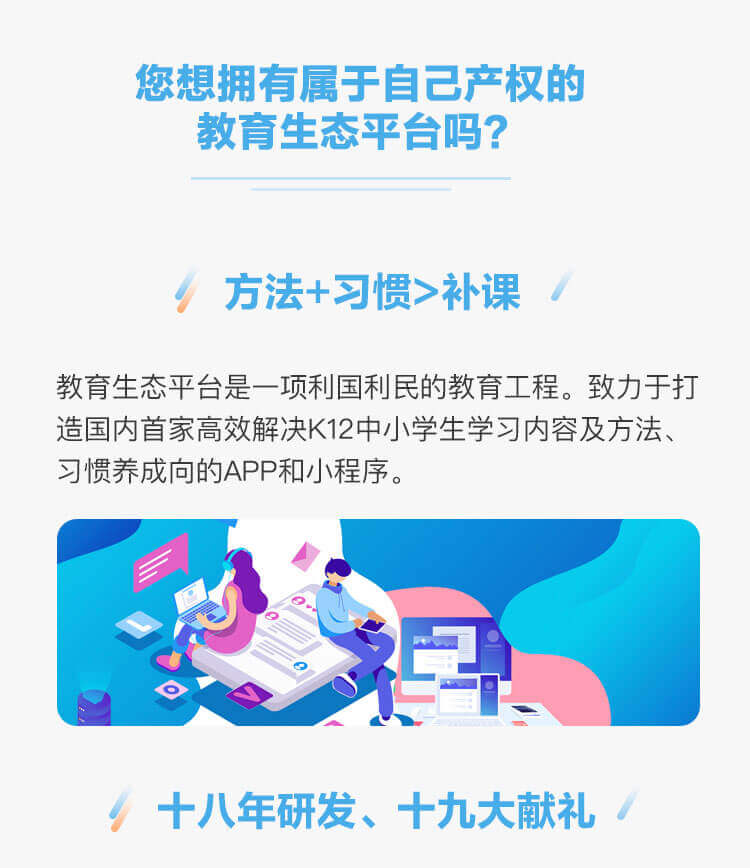 您想拥有属于自己产权的
教育生态平台吗？
方法+习惯>补课
教育生态平台是一项利国利民的教育工程。致力于打
造国内首家高效解决K12中小学生学习内容及方法、
习惯养成向的APP和小程序。
十八年研发、十九大献礼